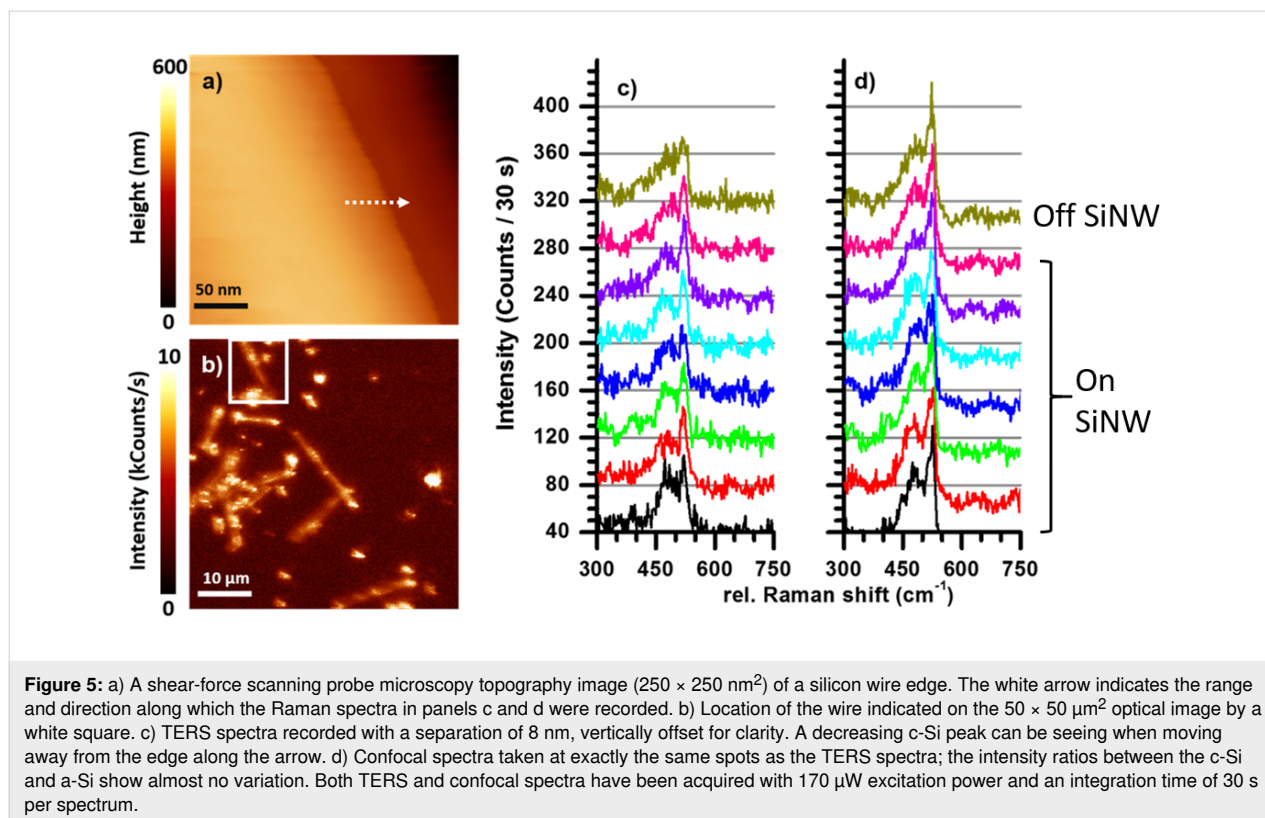 600
a)
Height (nm)
50 nm
0
10
b)
Intensity (kCounts/s)
10 µm
0
c)
d)
Intensity (Counts / 30 s)
400
360
320
280
240
200
160
120
80
40
300 450 600 750
300 450 600 750
rel. Raman shift (cm⁻¹)
Off SiNW
On
SiNW
Figure 5: a) A shear-force scanning probe microscopy topography image (250 × 250 nm²) of a silicon wire edge. The white arrow indicates the range
and direction along which the Raman spectra in panels c and d were recorded. b) Location of the wire indicated on the 50 × 50 µm² optical image by a
white square. c) TERS spectra recorded with a separation of 8 nm, vertically offset for clarity. A decreasing c-Si peak can be seeing when moving
away from the edge along the arrow. d) Confocal spectra taken at exactly the same spots as the TERS spectra; the intensity ratios between the c-Si
and a-Si show almost no variation. Both TERS and confocal spectra have been acquired with 170 µW excitation power and an integration time of 30 s
per spectrum.